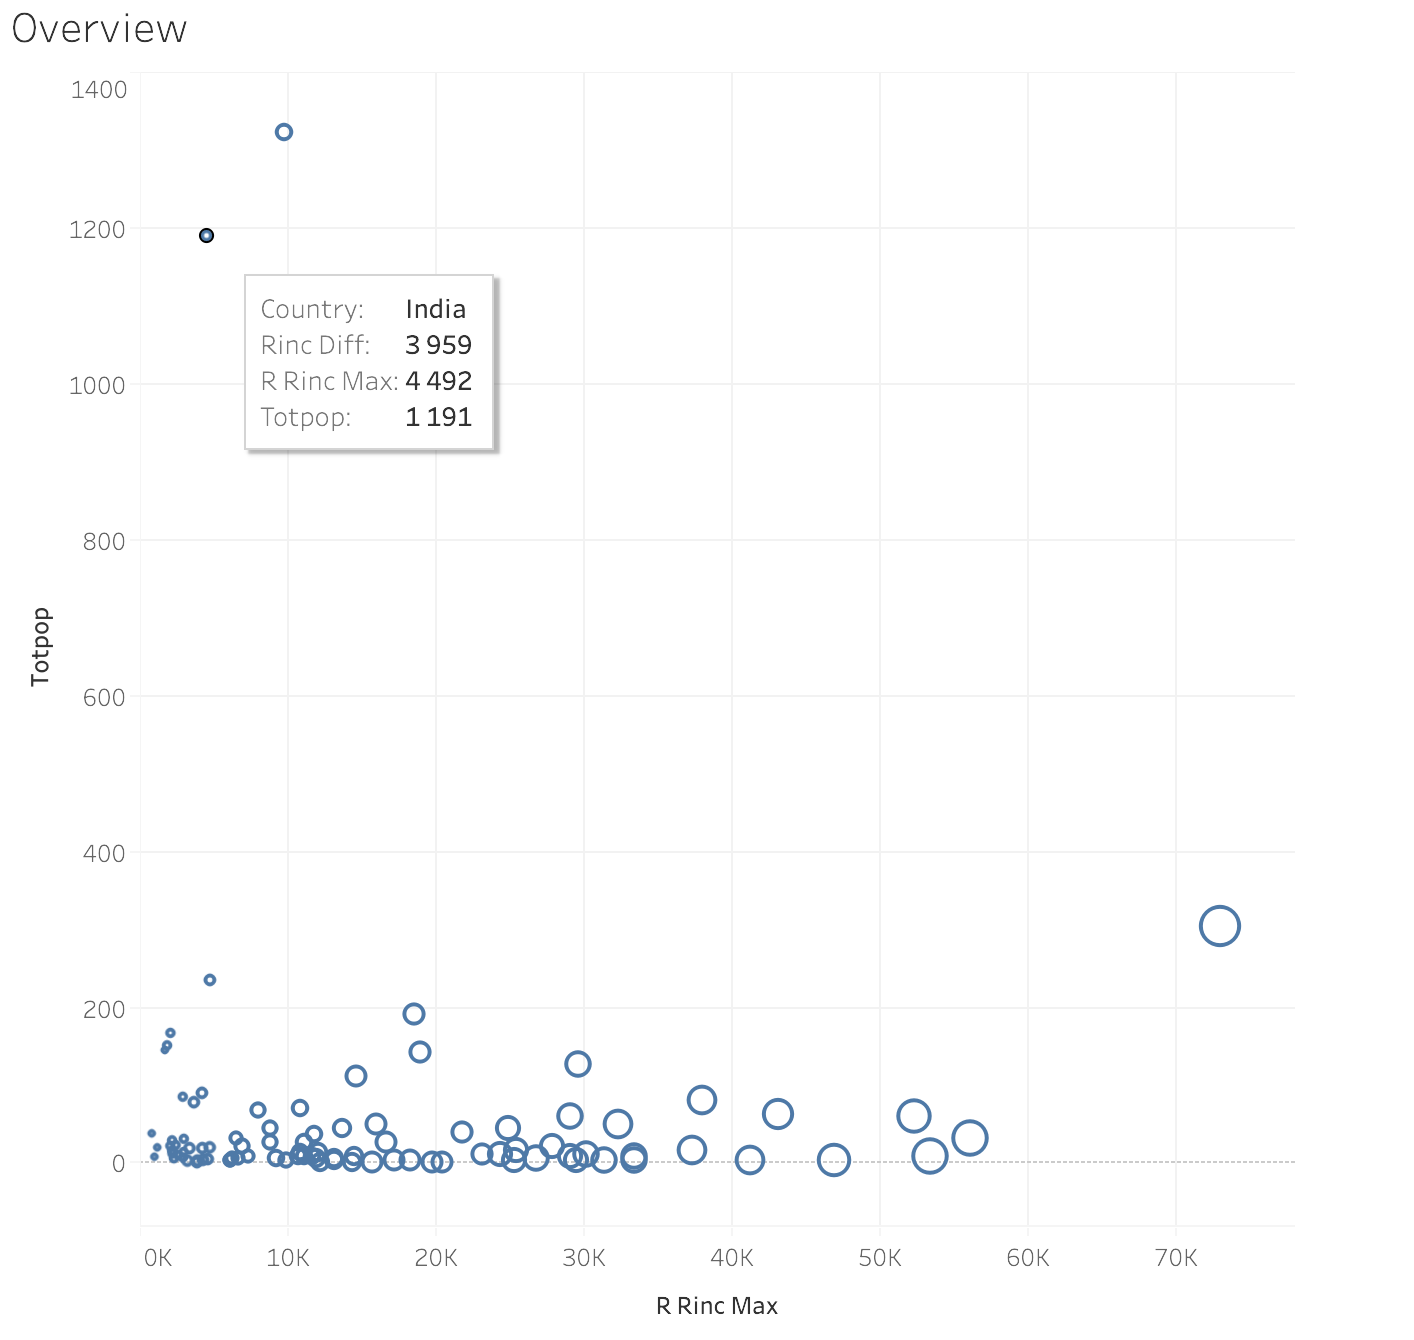 Overview
1400
1200
1000
800
600
400
200
0
Totpop
Country: India
Rinc Diff: 3 959
R Rinc Max: 4 492
Totpop: 1 191
0K 10K 20K 30K 40K 50K 60K 70K
R Rinc Max